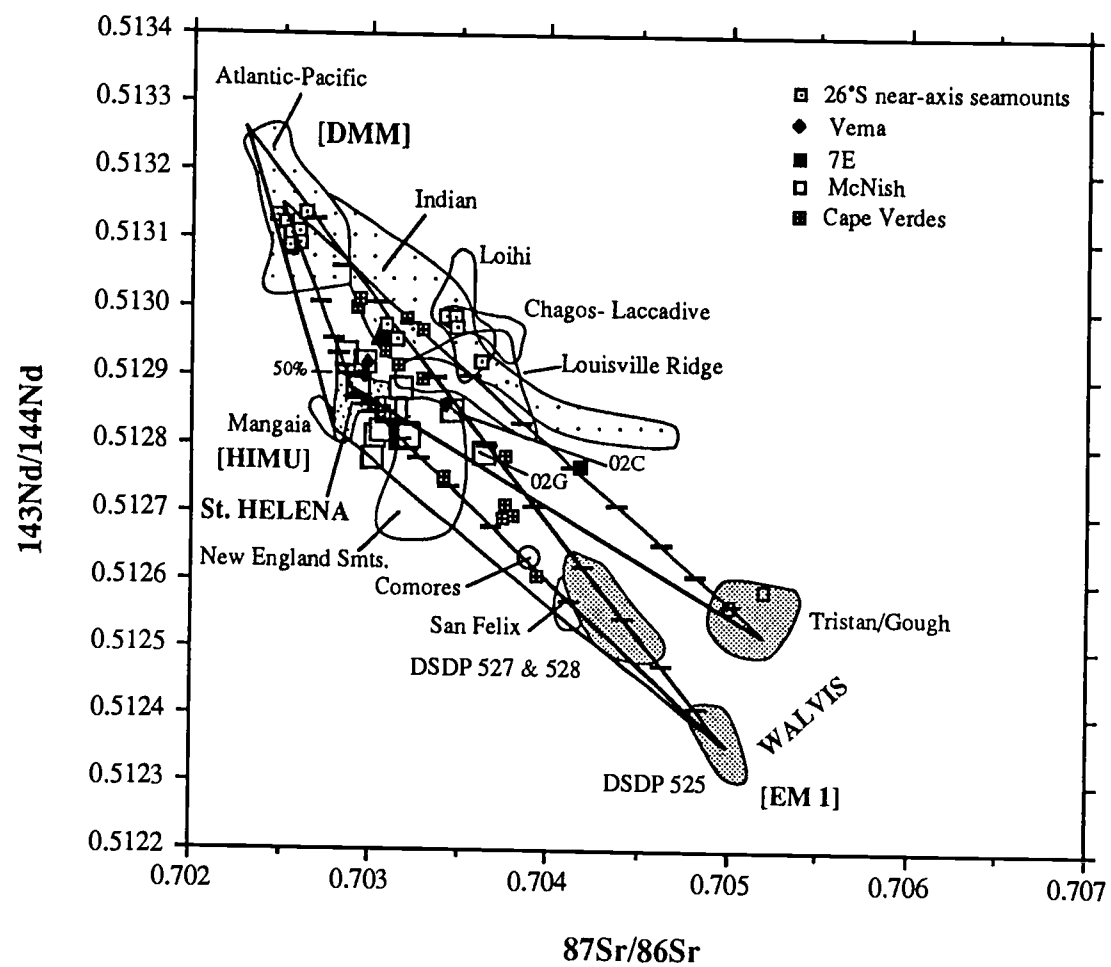 0.5134
0.5133
0.5132
0.5131
0.5130
0.5129
0.5128
0.5127
0.5126
0.5125
0.5124
0.5123
0.5122
143Nd/144Nd
Atlantic-Pacific
[DMM]
26°S near-axis seamounts
Vema
7E
McNish
Cape Verdes
Indian
Loihi
Chagos- Laccadive
Louisville Ridge
50%
Mangaia
[HIMU]
02C
02G
St. HELENA
New England Smts.
Comores
San Felix
Tristan/Gough
DSDP 527 & 528
WALVIS
DSDP 525
[EM 1]
0.702
0.703
0.704
0.705
0.706
0.707
87Sr/86Sr